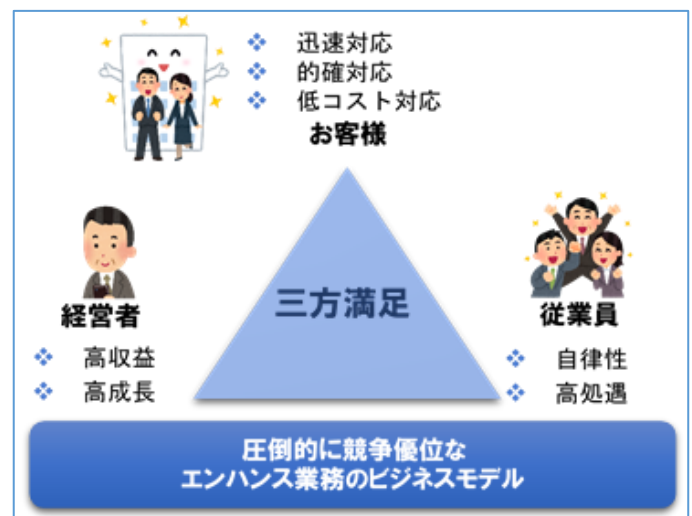 迅速対応
的確対応
低コスト対応
お客様
三方満足
経営者
高収益
高成長
従業員
自律性
高処遇
圧倒的に競争優位な
エンハンス業務のビジネスモデル